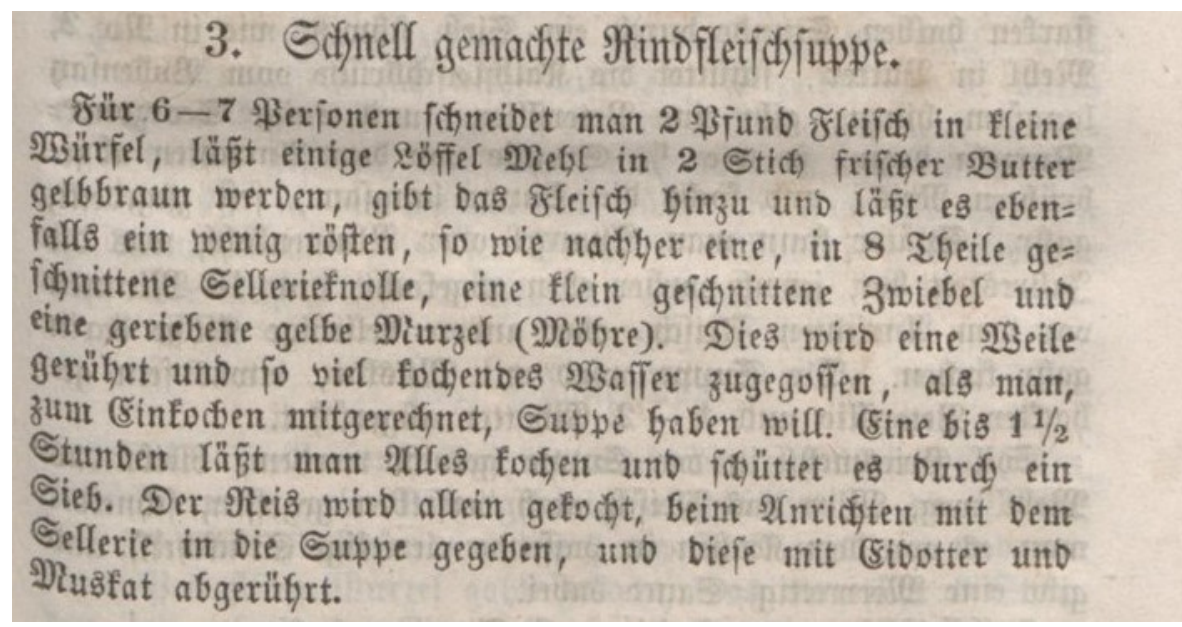 3. Schnell gemachte Rindfleischsuppe.
Für 6—7 Personen schneidet man 2 Pfund Fleisch in kleine
Würfel, läßt einige Löffel Mehl in 2 Stich frischer Butter
gelbbraun werden, gibt das Fleisch hinzu und läßt es eben-
falls ein wenig rösten, so wie nachher eine, in 8 Theile ge-
schnittene Sellerieknolle, eine klein geschnittene Zwiebel und
eine geriebene gelbe Wurzel (Möhre). Dies wird eine Weile
gerührt und so viel kochendes Wasser zugegossen, als man,
zum Einkochen mitgerechnet, Suppe haben will. Eine bis 1 1/2
Stunden läßt man Alles kochen und schüttet es durch ein
Sieb. Der Reis wird allein gekocht, beim Anrichten mit dem
Sellerie in die Suppe gegeben, und diese mit Eidotter und
Muskat abgerührt.